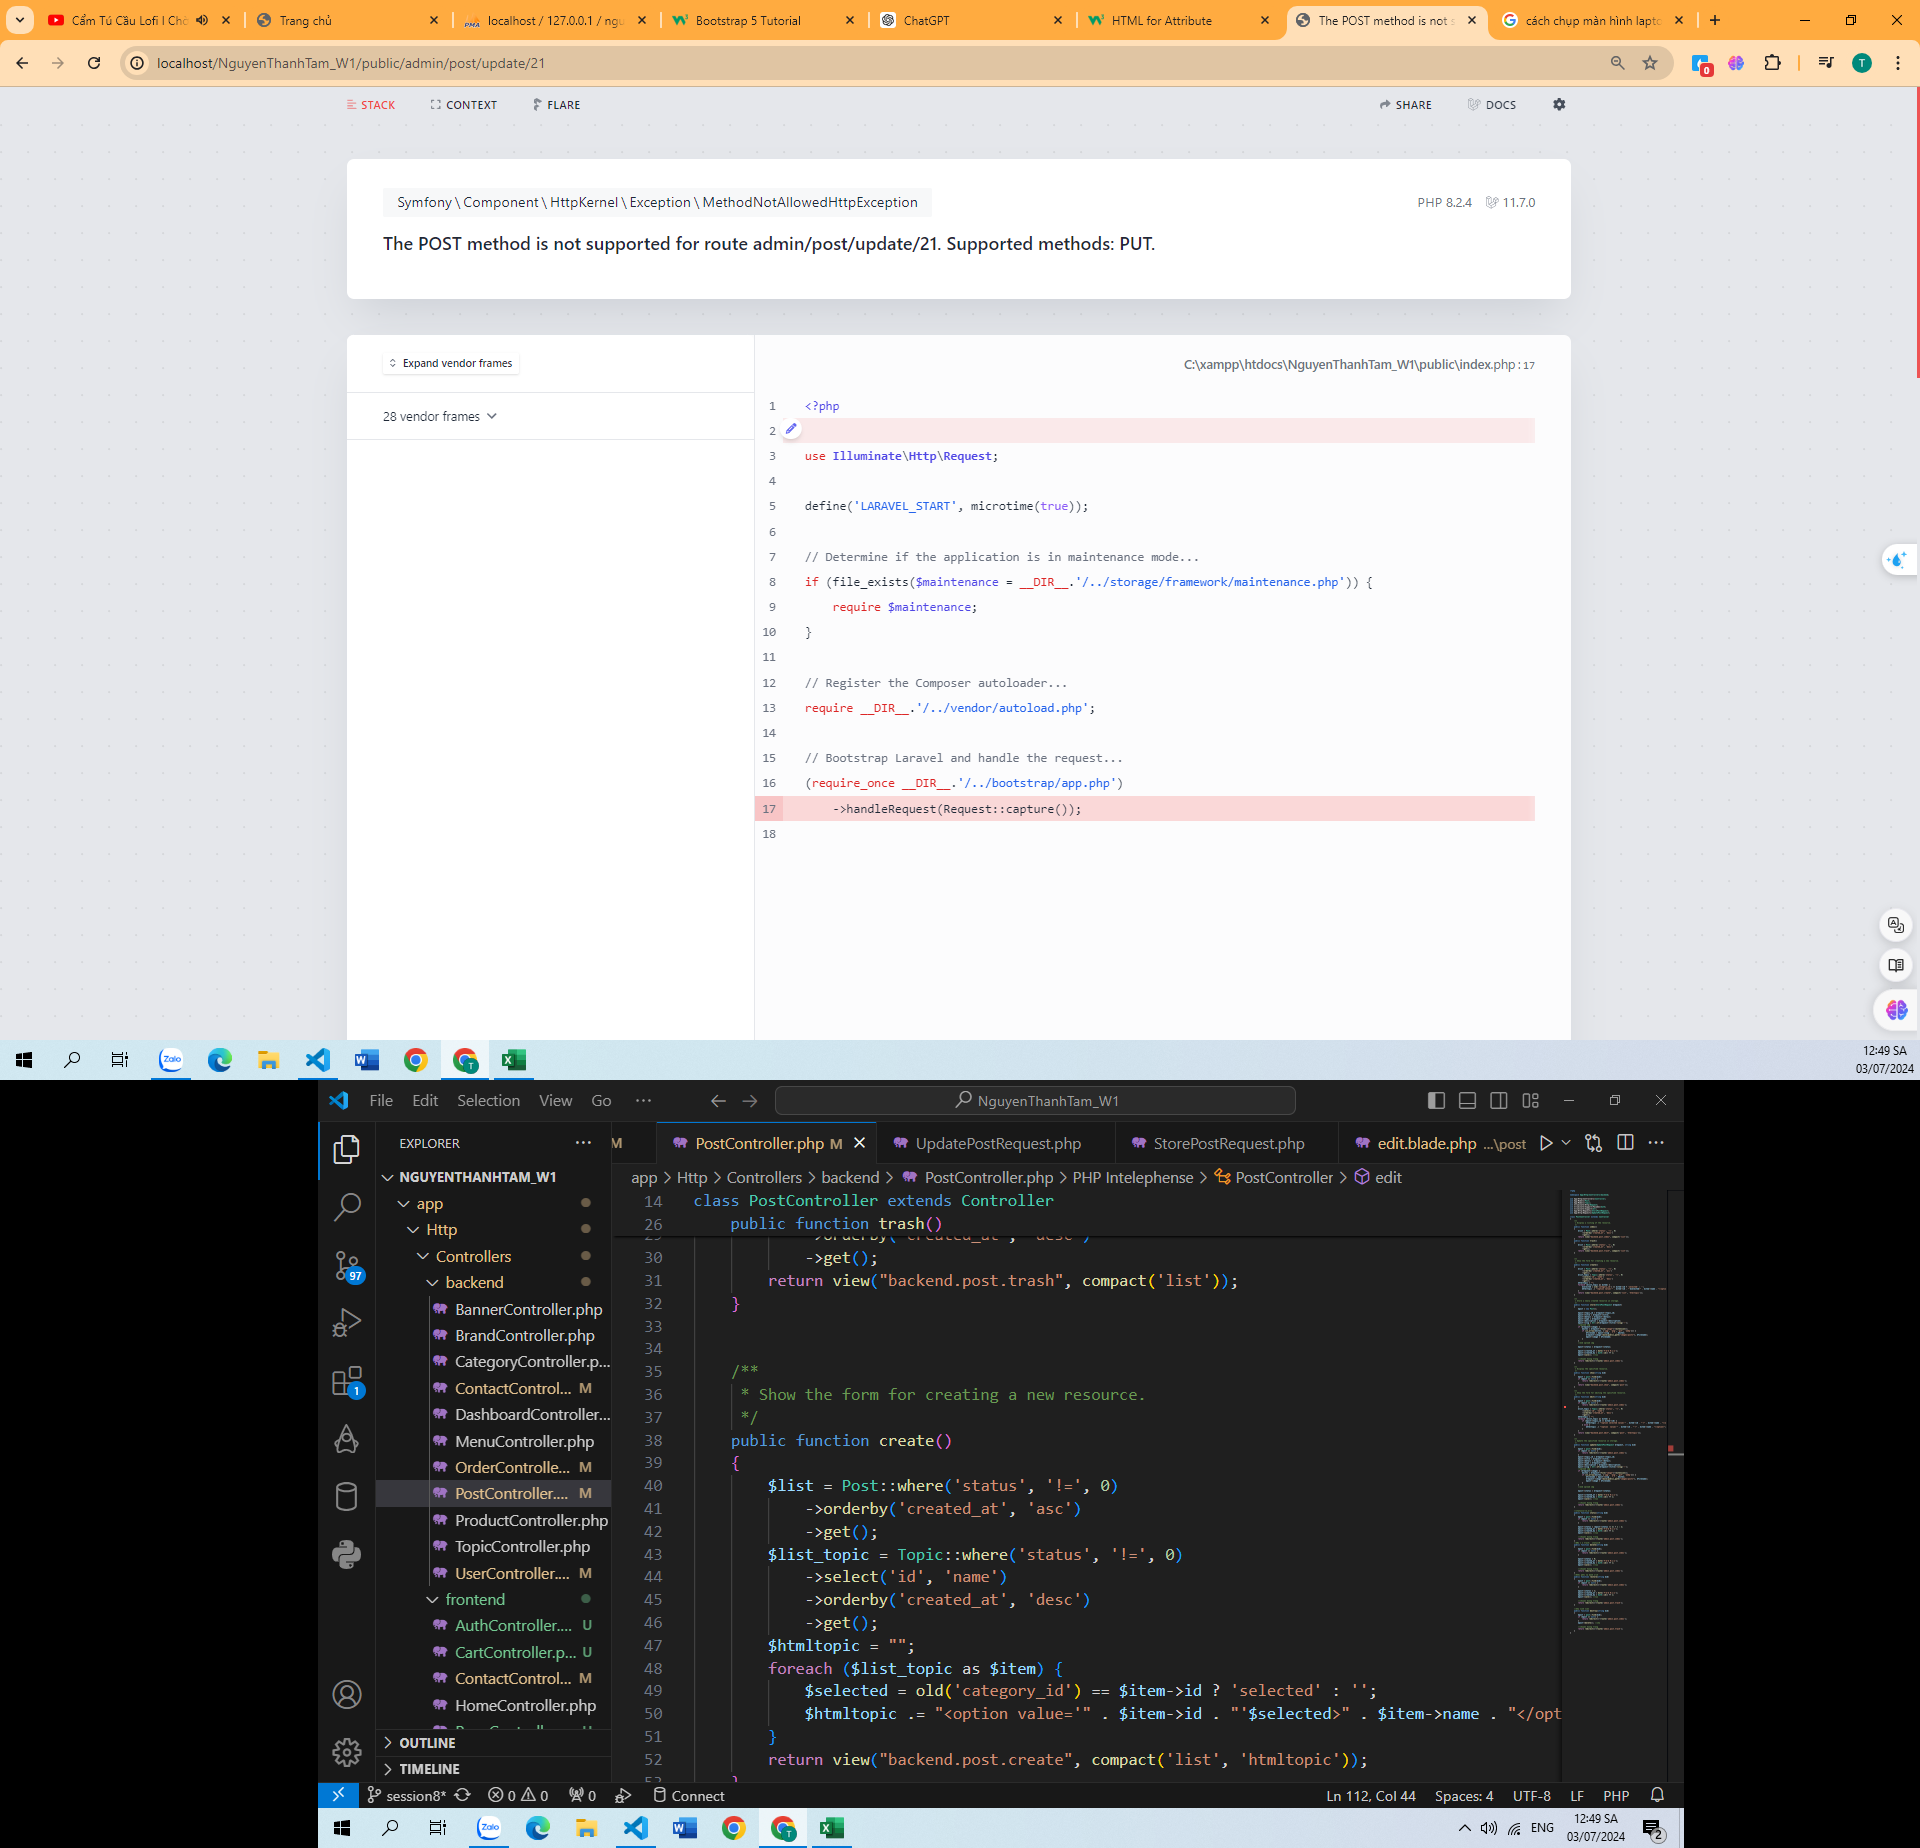 Cẩm Tú Cầu Lofi I Chờ
Trang chủ
localhost / 127.0.0.1 / ngu
Bootstrap 5 Tutorial
ChatGPT
HTML for Attribute
The POST method is not s
cách chụp màn hình lapto
localhost/NguyenThanhTam_W1/public/admin/post/update/21
0
T
STACK
CONTEXT
FLARE
SHARE
DOCS
Symfony \ Component \ HttpKernel \ Exception \ MethodNotAllowedHttpException
PHP 8.2.4
11.7.0
The POST method is not supported for route admin/post/update/21. Supported methods: PUT.
Expand vendor frames
28 vendor frames
C:\xampp\htdocs\NguyenThanhTam_W1\public\index.php : 17
1 <?php
2
3 use Illuminate\Http\Request;
4
5 define('LARAVEL_START', microtime(true));
6
7 // Determine if the application is in maintenance mode...
8 if (file_exists($maintenance = __DIR__.'/../storage/framework/maintenance.php')) {
9 require $maintenance;
10 }
11
12 // Register the Composer autoloader...
13 require __DIR__.'/../vendor/autoload.php';
14
15 // Bootstrap Laravel and handle the request...
16 (require_once __DIR__.'/../bootstrap/app.php')
17 ->handleRequest(Request::capture());
18
Zalo
12:49 SA
03/07/2024
File Edit Selection View Go ...
NguyenThanhTam_W1
EXPLORER ...
M
PostController.php M
UpdatePostRequest.php
StorePostRequest.php
edit.blade.php ...\post
NGUYENTHANHTAM_W1
app > Http > Controllers > backend > PostController.php > PHP Intelephense > PostController > edit
app
Http
Controllers
backend
BannerController.php
BrandController.php
CategoryController.p...
ContactControl... M
DashboardController...
MenuController.php
OrderControlle... M
PostController.... M
ProductController.php
TopicController.php
UserController.... M
frontend
AuthController.... U
CartController.p... U
ContactControl... M
HomeController.php
OUTLINE
TIMELINE
97
1
14 class PostController extends Controller
26 public function trash()
->orderby('created_at', 'desc')
30 ->get();
31 return view("backend.post.trash", compact('list'));
32 }
33
34
35 /**
36 * Show the form for creating a new resource.
37 */
38 public function create()
39 {
40 $list = Post::where('status', '!=', 0)
41 ->orderby('created_at', 'asc')
42 ->get();
43 $list_topic = Topic::where('status', '!=', 0)
44 ->select('id', 'name')
45 ->orderby('created_at', 'desc')
46 ->get();
47 $htmltopic = "";
48 foreach ($list_topic as $item) {
49 $selected = old('category_id') == $item->id ? 'selected' : '';
50 $htmltopic .= "<option value='" . $item->id . "'$selected>" . $item->name . "</opt
51 }
52 return view("backend.post.create", compact('list', 'htmltopic'));
session8* 0 0 0 Connect
Ln 112, Col 44 Spaces: 4 UTF-8 LF PHP
Zalo
ENG
12:49 SA
03/07/2024
2